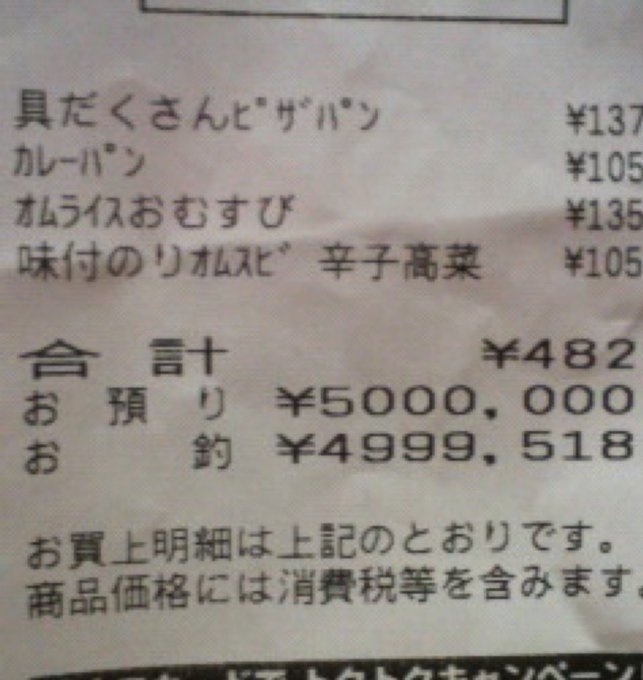 具だくさんﾋﾟｻﾞﾊﾟﾝ ¥137
ｶﾚｰﾊﾟﾝ ¥105
ｵﾑﾗｲｽおむすび ¥135
味付のりｵﾑｽﾋﾞ 辛子高菜 ¥105
合 計 ¥482
お 預 り ¥5000,000
お 釣 ¥4999,518
お買上明細は上記のとおりです。
商品価格には消費税等を含みます。